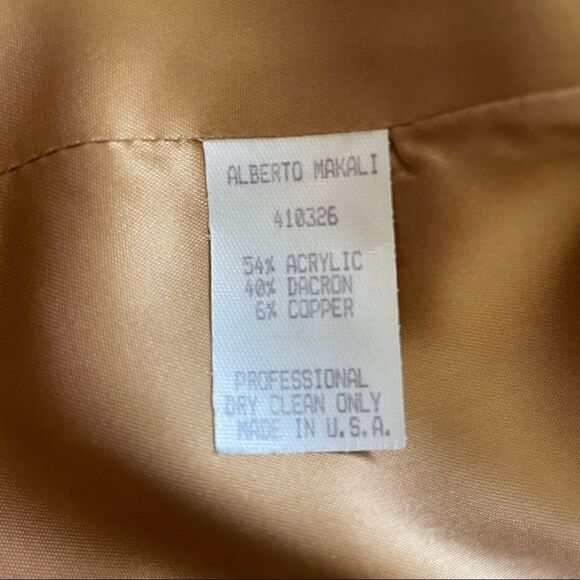 ALBERTO MAKALI
410326
54% ACRYLIC
40% DACRON
6% COPPER
PROFESSIONAL
DRY CLEAN ONLY
MADE IN U.S.A.